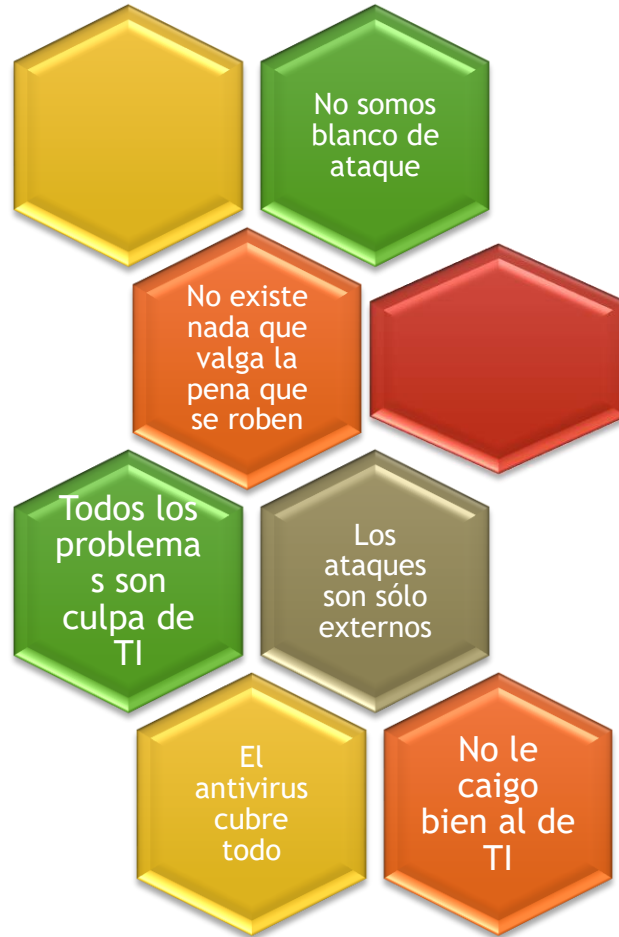 No somos
blanco de
ataque
No existe
nada que
valga la
pena que
se roben
Todos los
problema
s son
culpa de
TI
Los
ataques
son sólo
externos
El
antivirus
cubre
todo
No le
caigo
bien al de
TI